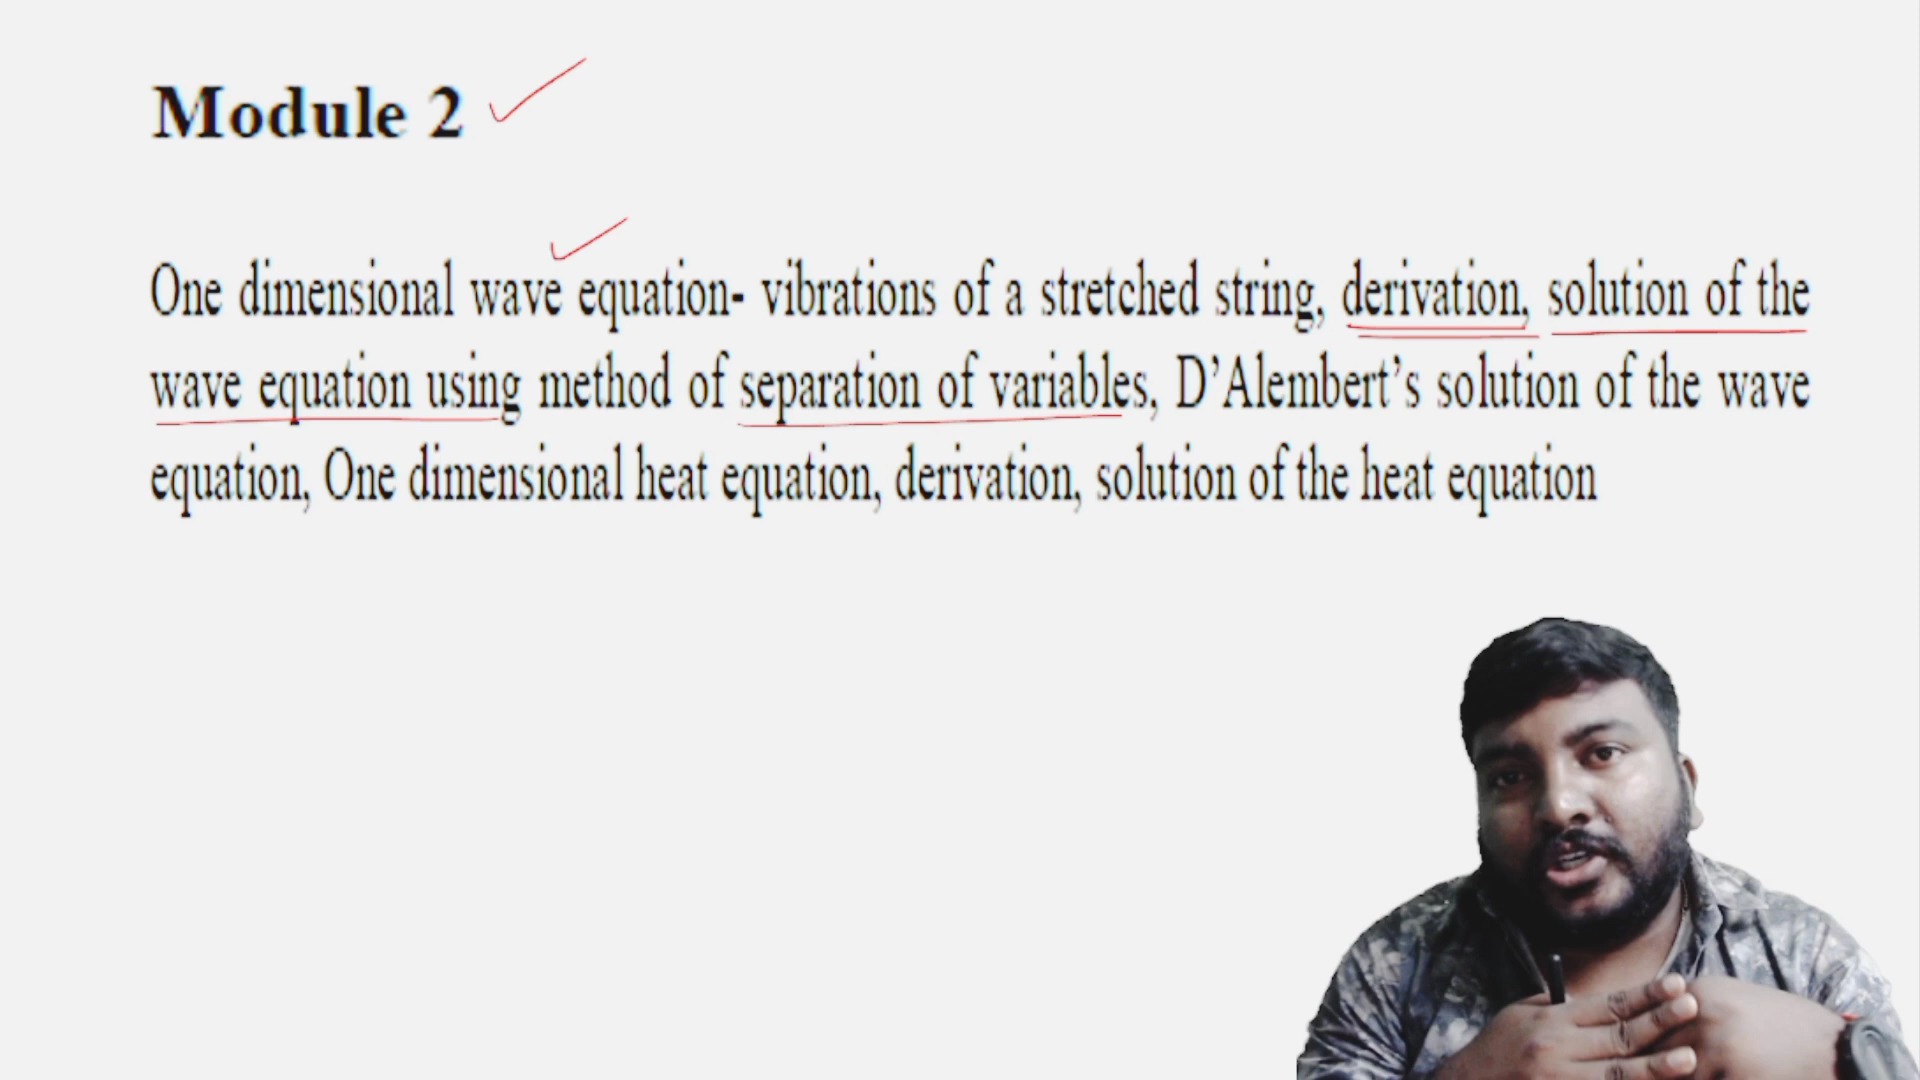 Module 2
One dimensional wave equation- vibrations of a stretched string, derivation, solution of the
wave equation using method of separation of variables, D’Alembert’s solution of the wave
equation, One dimensional heat equation, derivation, solution of the heat equation